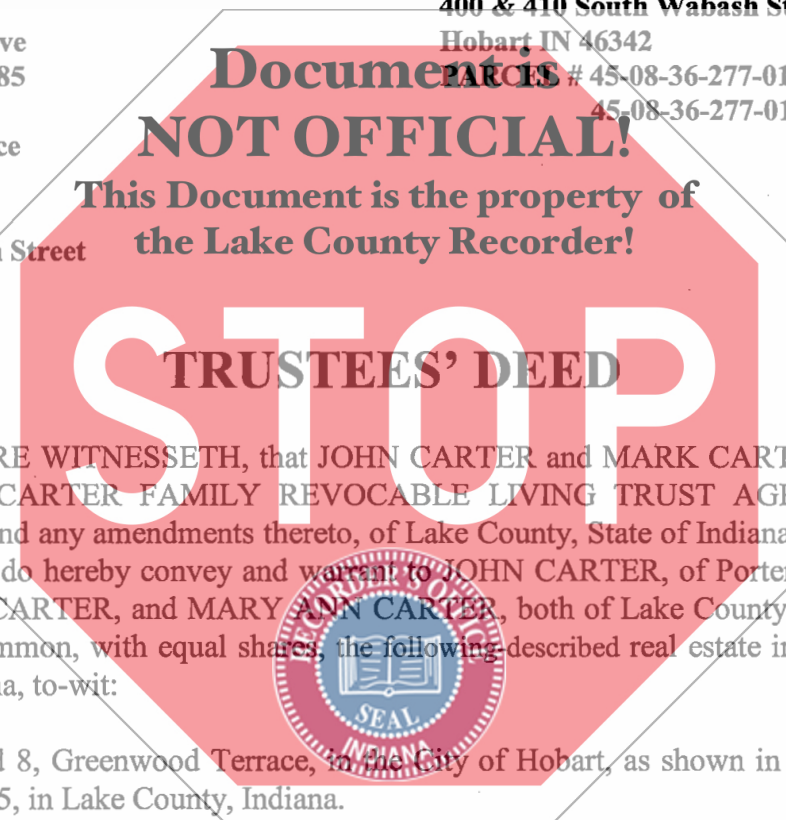 400 & 410 South Wabash St
ve
Hobart IN 46342
85
PARCEL # 45-08-36-277-01
45-08-36-277-01
ce
Document is
NOT OFFICIAL!
This Document is the property of
the Lake County Recorder!
Street
STOP
TRUSTEES' DEED
RE WITNESSETH, that JOHN CARTER and MARK CART
CARTER FAMILY REVOCABLE LIVING TRUST AGE
nd any amendments thereto, of Lake County, State of Indiana
do hereby convey and warrant to JOHN CARTER, of Porter
CARTER, and MARY ANN CARTER, both of Lake County
mmon, with equal shares, the following-described real estate in
a, to-wit:
RECORDER'S OFFICE
SEAL
INDIANA
8, Greenwood Terrace, in the City of Hobart, as shown in
5, in Lake County, Indiana.